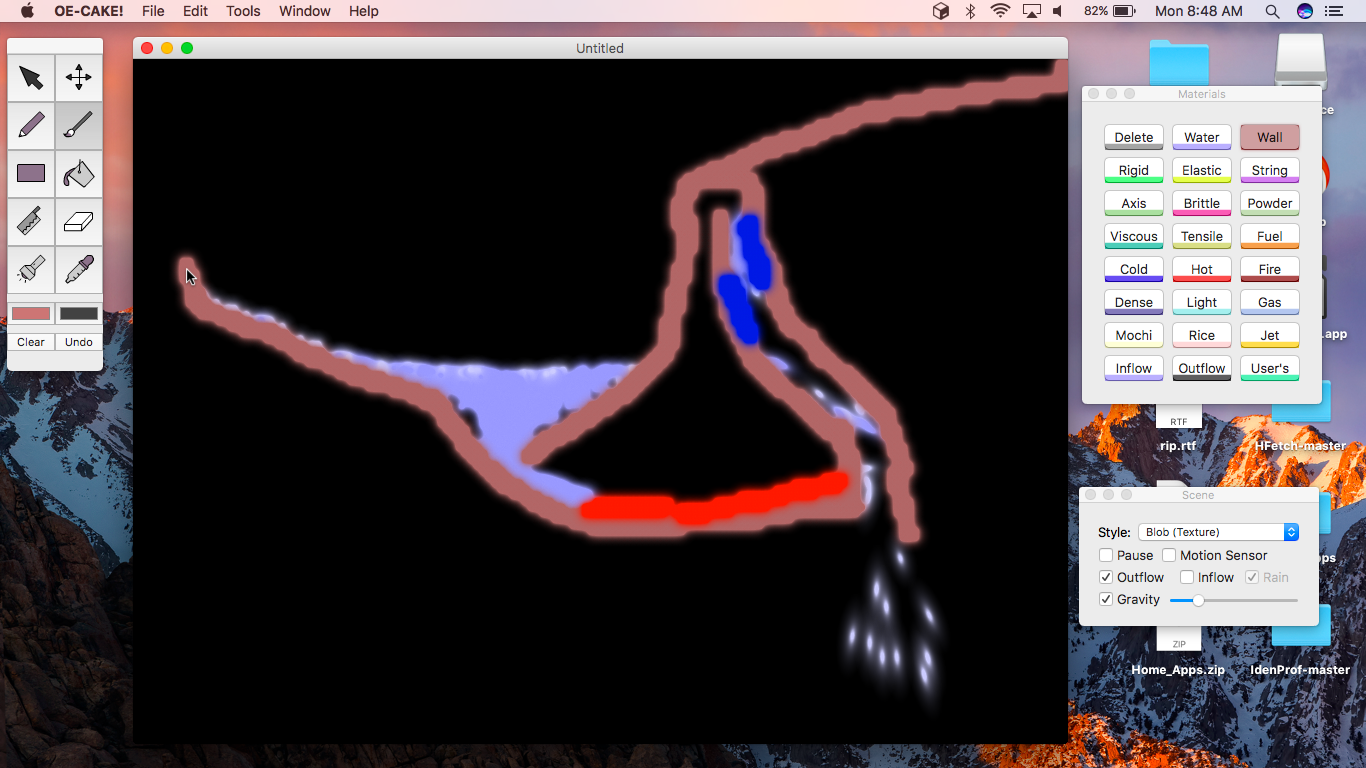 OE-CAKE! File Edit Tools Window Help 82% Mon 8:48 AM
Untitled
Clear Undo
Materials
Delete Water Wall
Rigid Elastic String
Axis Brittle Powder
Viscous Tensile Fuel
Cold Hot Fire
Dense Light Gas
Mochi Rice Jet
Inflow Outflow User's
ce
p
.app
RTF
rip.rtf HFetch-master
Scene
Style: Blob (Texture)
Pause Motion Sensor
Outflow Inflow Rain
Gravity
ps
ZIP
Home_Apps.zip IdenProf-master